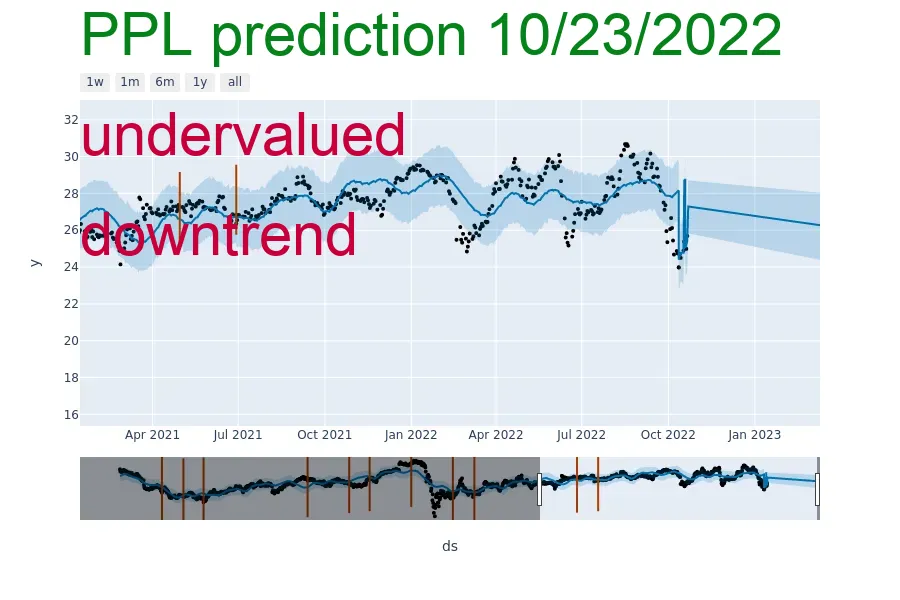 PPL prediction 10/23/2022
1w 1m 6m 1y all
32
undervalued
30
28
26
downtrend
24
y
22
20
18
16
Apr 2021 Jul 2021 Oct 2021 Jan 2022 Apr 2022 Jul 2022 Oct 2022 Jan 2023
ds